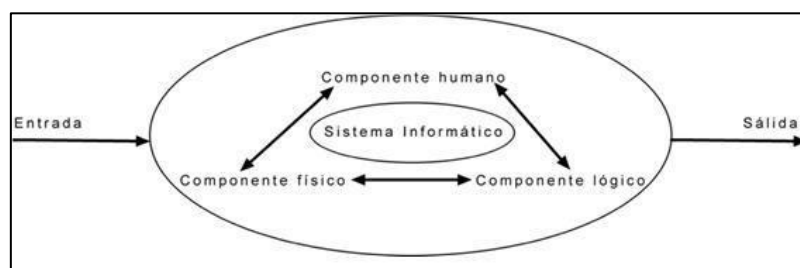 Componente humano
Entrada
Sistema Informático
Sálida
Componente físico
Componente lógico